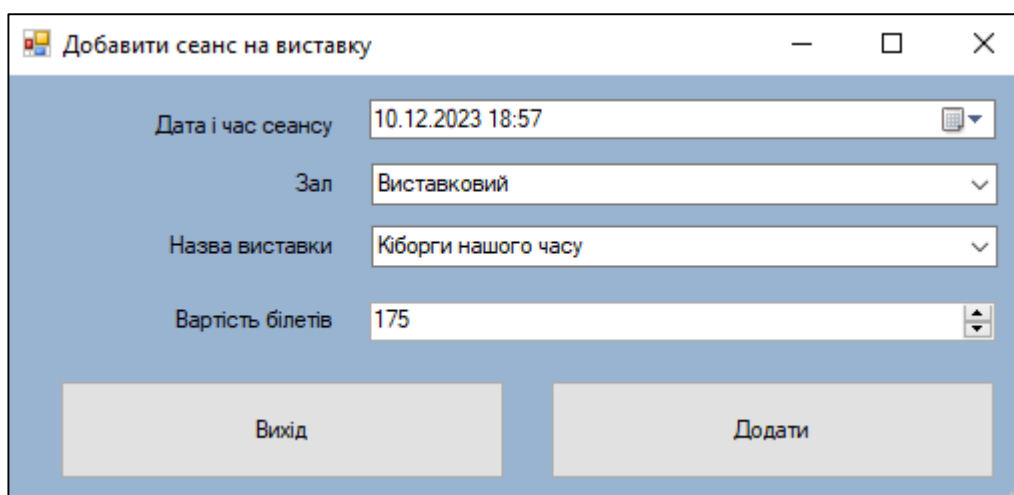 Добавити сеанс на виставку
Дата і час сеансу 10.12.2023 18:57
Зал Виставковий
Назва виставки Кіборги нашого часу
Вартість білетів 175
Вихід Додати